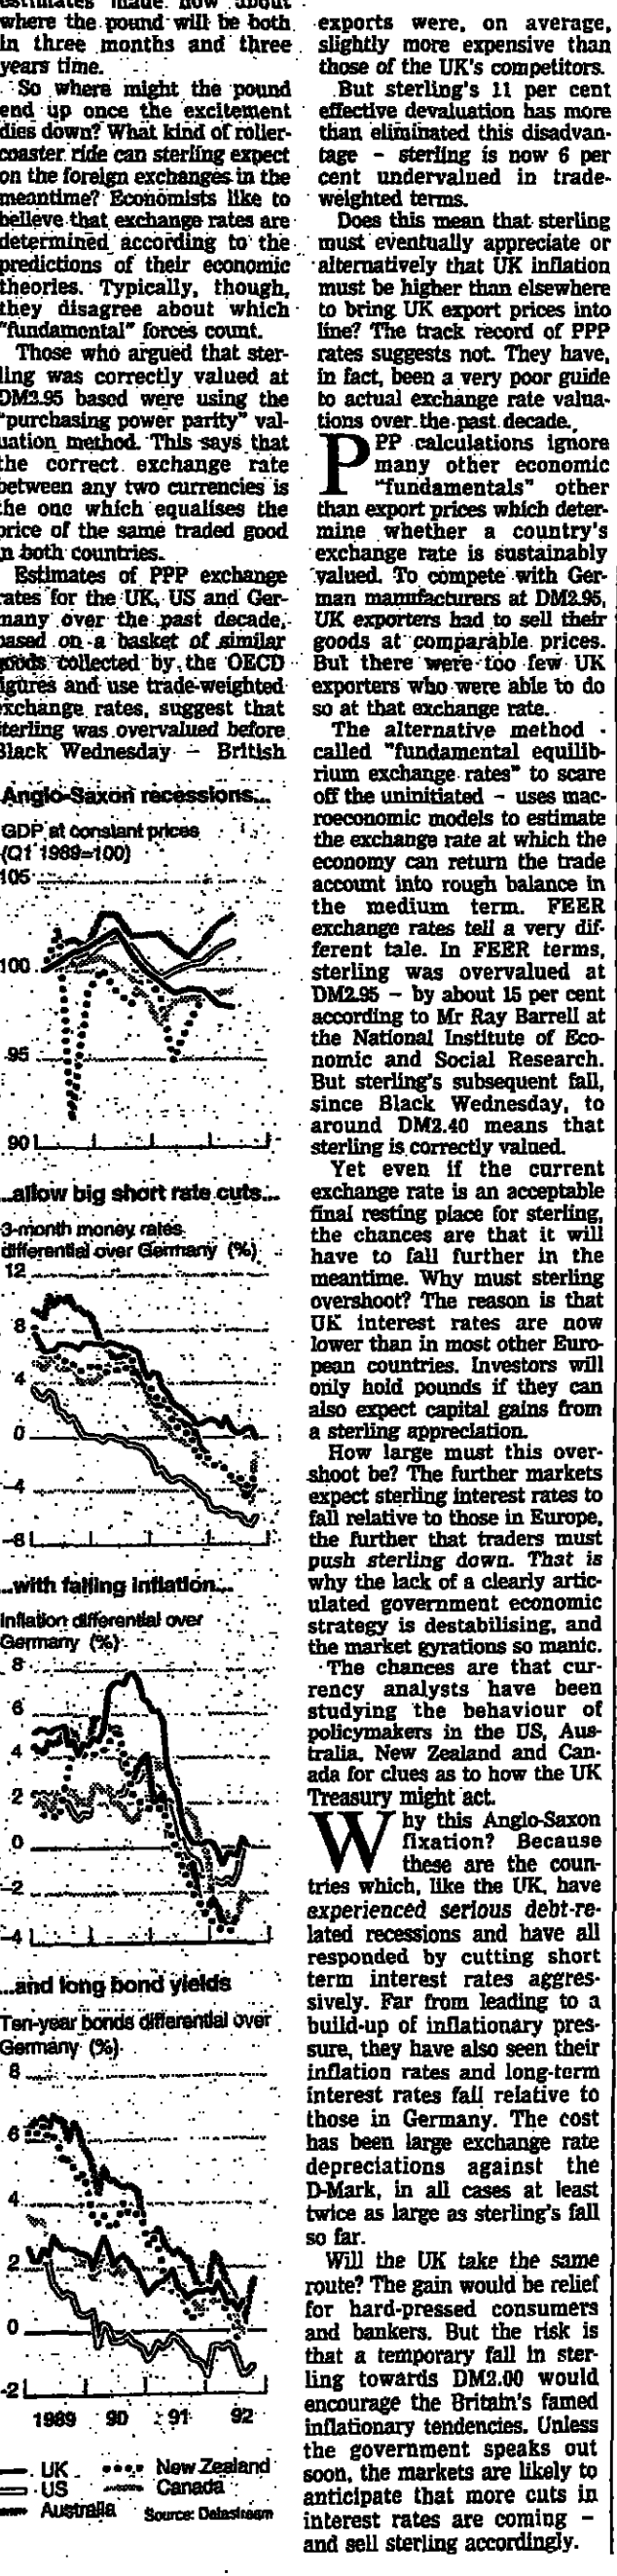 estimates made now about
where the pound will be both
in three months and three
years time.
So where might the pound
end up once the excitement
dies down? What kind of roller-
coaster ride can sterling expect
on the foreign exchanges in the
meantime? Economists like to
believe that exchange rates are
determined according to the
predictions of their economic
theories. Typically, though,
they disagree about which
"fundamental" forces count.
Those who argued that ster-
ling was correctly valued at
DM2.95 based were using the
"purchasing power parity" val-
uation method. This says that
the correct exchange rate
between any two currencies is
the one which equalises the
price of the same traded good
in both countries.
Estimates of PPP exchange
rates for the UK, US and Ger-
many over the past decade,
based on a basket of similar
goods collected by the OECD
figures and use trade-weighted
exchange rates, suggest that
sterling was overvalued before
Black Wednesday – British
Anglo-Saxon recessions...
GDP at constant prices
(Q1 1989=100)
105
100
95
90
...allow big short rate cuts...
3-month money rates
differential over Germany (%)
12
8
4
0
-4
-8
...with falling inflation...
Inflation differential over
Germany (%)
8
6
4
2
0
-2
-4
...and long bond yields
Ten-year bonds differential over
Germany (%)
8
6
4
2
0
-2
1989 90 91 92
UK New Zealand
US Canada
Australia Source: Datastream
exports were, on average,
slightly more expensive than
those of the UK's competitors.
But sterling's 11 per cent
effective devaluation has more
than eliminated this disadvan-
tage – sterling is now 6 per
cent undervalued in trade-
weighted terms.
Does this mean that sterling
must eventually appreciate or
alternatively that UK inflation
must be higher than elsewhere
to bring UK export prices into
line? The track record of PPP
rates suggests not. They have,
in fact, been a very poor guide
to actual exchange rate valua-
tions over the past decade.
PPP calculations ignore
many other economic
"fundamentals" other
than export prices which deter-
mine whether a country's
exchange rate is sustainably
valued. To compete with Ger-
man manufacturers at DM2.95,
UK exporters had to sell their
goods at comparable prices.
But there were too few UK
exporters who were able to do
so at that exchange rate.
The alternative method -
called "fundamental equilib-
rium exchange rates" to scare
off the uninitiated – uses mac-
roeconomic models to estimate
the exchange rate at which the
economy can return the trade
account into rough balance in
the medium term. FEER
exchange rates tell a very dif-
ferent tale. In FEER terms,
sterling was overvalued at
DM2.95 – by about 15 per cent
according to Mr Ray Barrell at
the National Institute of Eco-
nomic and Social Research.
But sterling's subsequent fall,
since Black Wednesday, to
around DM2.40 means that
sterling is correctly valued.
Yet even if the current
exchange rate is an acceptable
final resting place for sterling,
the chances are that it will
have to fall further in the
meantime. Why must sterling
overshoot? The reason is that
UK interest rates are now
lower than in most other Euro-
pean countries. Investors will
only hold pounds if they can
also expect capital gains from
a sterling appreciation.
How large must this over-
shoot be? The further markets
expect sterling interest rates to
fall relative to those in Europe,
the further that traders must
push sterling down. That is
why the lack of a clearly artic-
ulated government economic
strategy is destabilising, and
the market gyrations so manic.
The chances are that cur-
rency analysts have been
studying the behaviour of
policymakers in the US, Aus-
tralia, New Zealand and Can-
ada for clues as to how the UK
Treasury might act.
Why this Anglo-Saxon
fixation? Because
these are the coun-
tries which, like the UK, have
experienced serious debt-re-
lated recessions and have all
responded by cutting short
term interest rates aggres-
sively. Far from leading to a
build-up of inflationary pres-
sure, they have also seen their
inflation rates and long-term
interest rates fall relative to
those in Germany. The cost
has been large exchange rate
depreciations against the
D-Mark, in all cases at least
twice as large as sterling's fall
so far.
Will the UK take the same
route? The gain would be relief
for hard-pressed consumers
and bankers. But the risk is
that a temporary fall in ster-
ling towards DM2.00 would
encourage the Britain's famed
inflationary tendencies. Unless
the government speaks out
soon, the markets are likely to
anticipate that more cuts in
interest rates are coming –
and sell sterling accordingly.